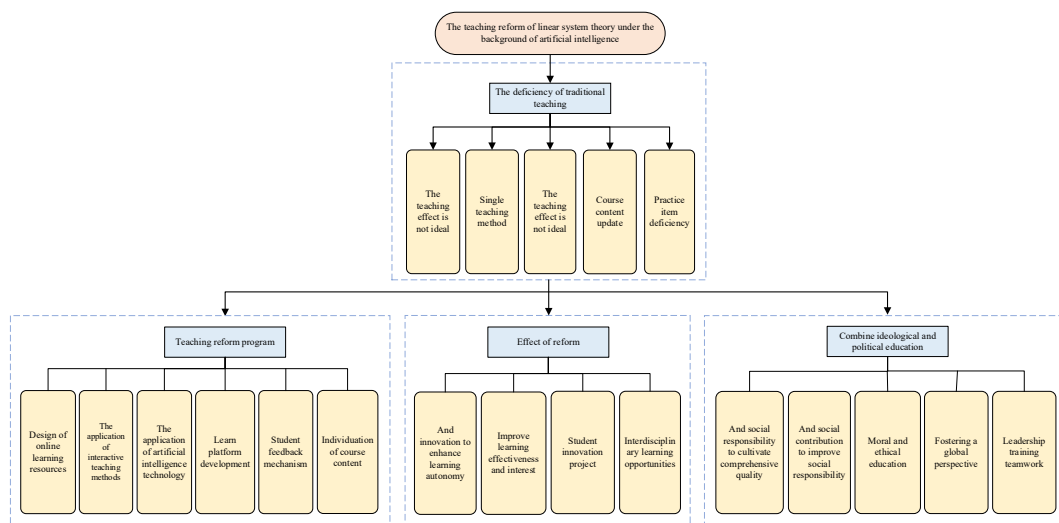 The teaching reform of linear system theory under the
background of artificial intelligence
The deficiency of traditional
teaching
The
teaching
effect is
not ideal
Single
teaching
method
The
teaching
effect is
not ideal
Course
content
update
Practice
item
deficiency
Teaching reform program
Design of
online
learning
resources
The
application
of
interactive
teaching
methods
The
application
of artificial
intelligence
technology
Learn
platform
development
Student
feedback
mechanism
Individuation
of course
content
Effect of reform
And
innovation to
enhance
learning
autonomy
Improve
learning
effectiveness
and interest
Student
innovation
project
Interdisciplin
ary learning
opportunities
Combine ideological and
political education
And social
responsibility
to cultivate
comprehensive
quality
And social
contribution
to improve
social
responsibility
Moral and
ethical
education
Fostering a
global
perspective
Leadership
training
teamwork